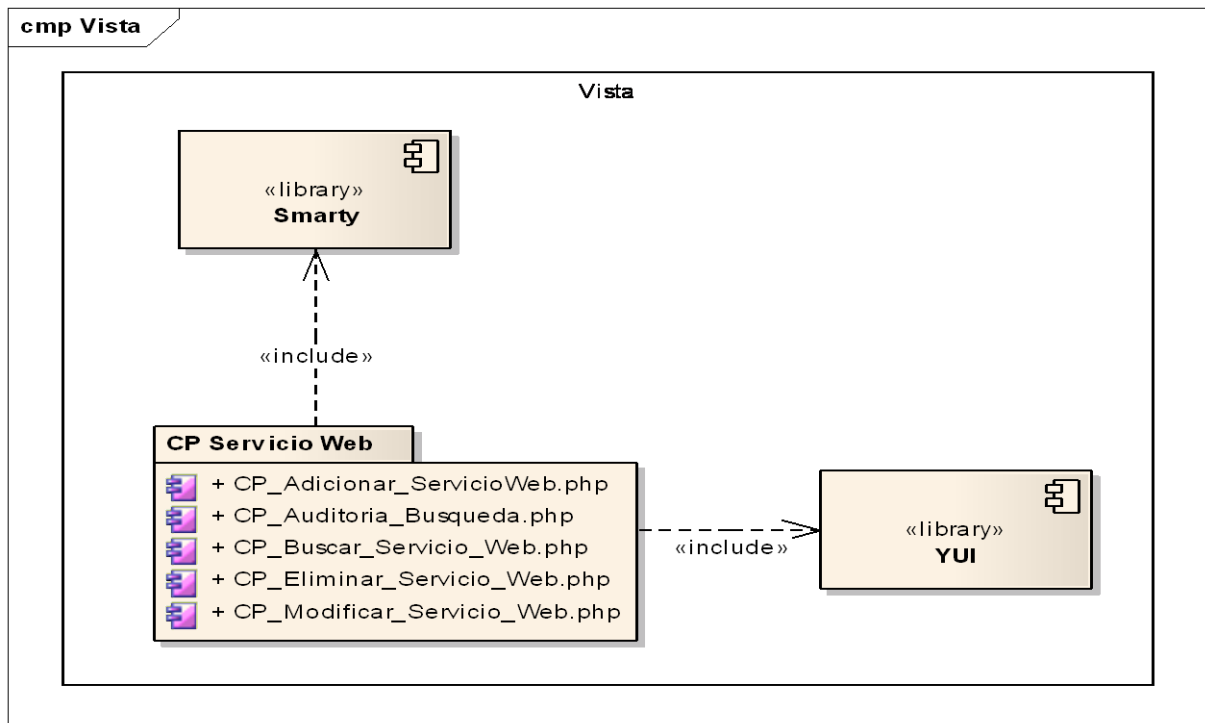 cmp Vista
Vista
«library»
Smarty
«include»
CP Servicio Web
+ CP_Adicionar_ServicioWeb.php
+ CP_Auditoria_Busqueda.php
+ CP_Buscar_Servicio_Web.php
+ CP_Eliminar_Servicio_Web.php
+ CP_Modificar_Servicio_Web.php
«include»
«library»
YUI